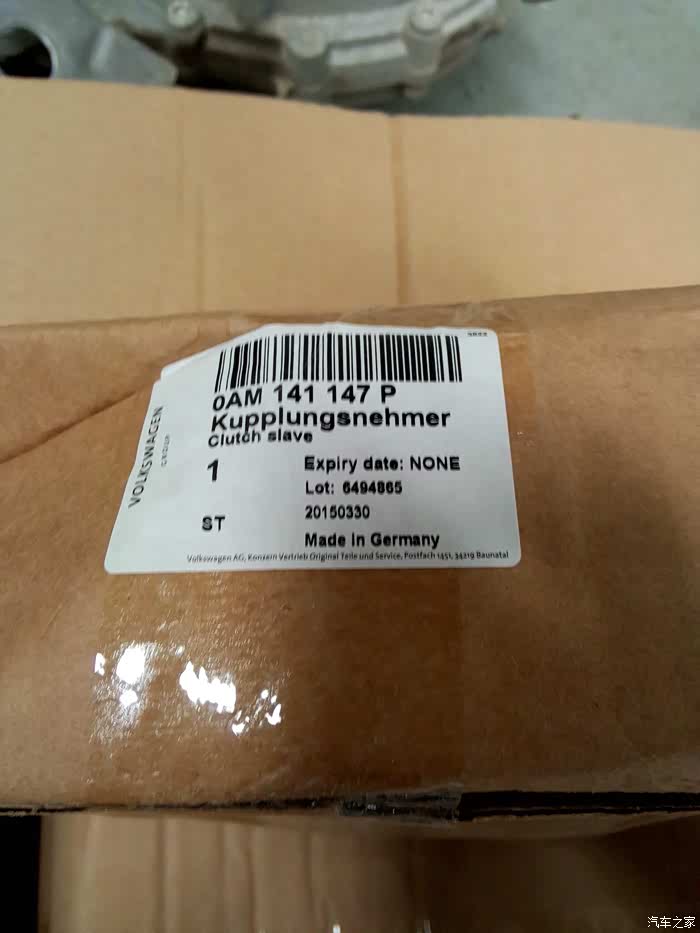 0AM 141 147 P
Kupplungsnehmer
Clutch slave
VOLKSWAGEN
1
Expiry date: NONE
Lot: 6494865
ST
20150330
Made in Germany
Volkswagen AG, Konzern Vertrieb Original Teile und Service, Postfach 1451, 34219 Baunatal
汽车之家